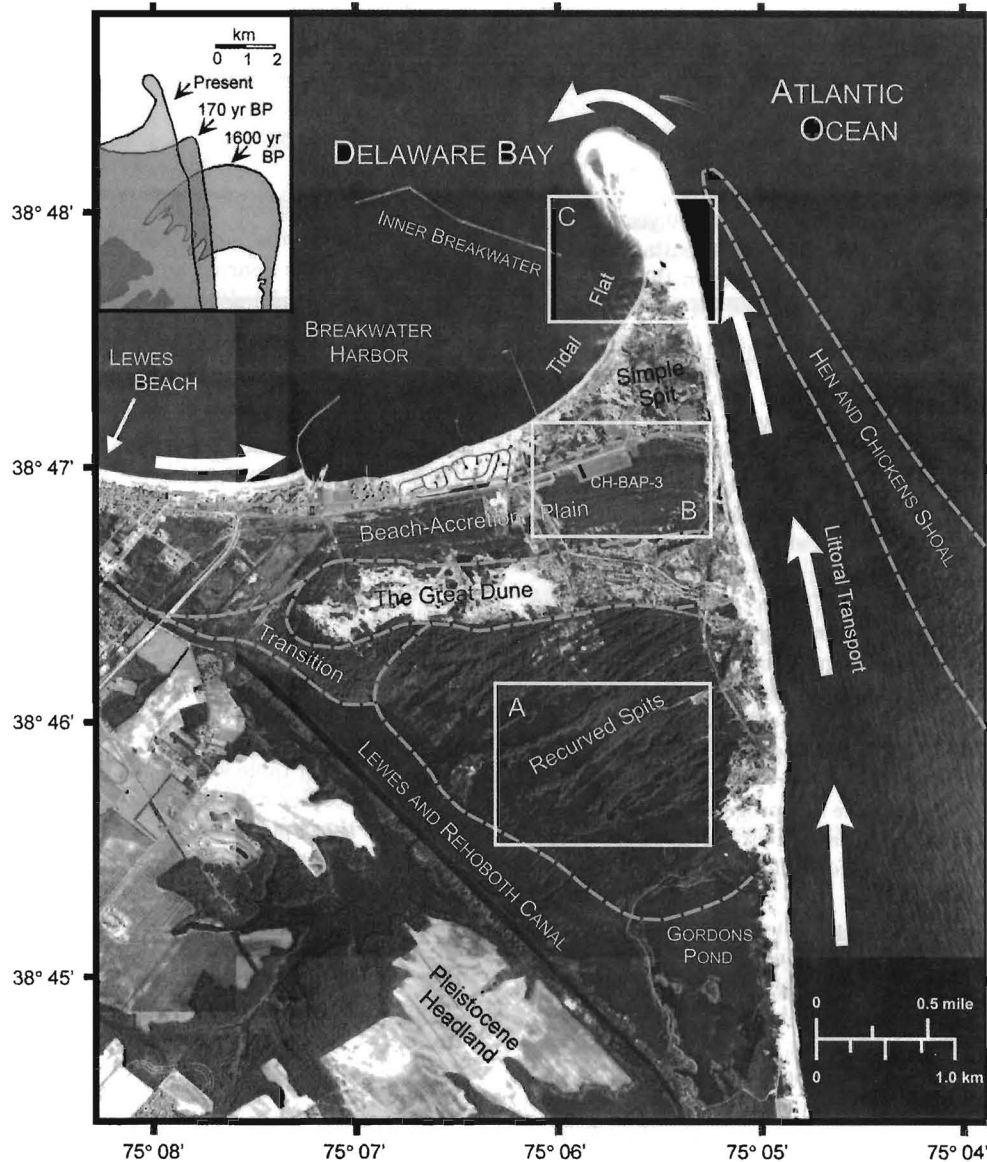 km
0 1 2
Present
170 yr BP
1600 yr
BP
ATLANTIC
OCEAN
DELAWARE BAY
38° 48'
INNER BREAKWATER
C
Flat
Tidal
BREAKWATER
HARBOR
LEWES
BEACH
Simple
Spit
HEN AND CHICKENS SHOAL
38° 47'
CH-BAP-3
Beach-Accretion Plain
B
The Great Dune
Littoral Transport
Transition
38° 46'
A
Recurved Spits
LEWES AND REHOBOTH CANAL
GORDONS
POND
38° 45'
Pleistocene
Headland
0 0.5 mile
0 1.0 km
75° 08' 75° 07' 75° 06' 75° 05' 75° 04'